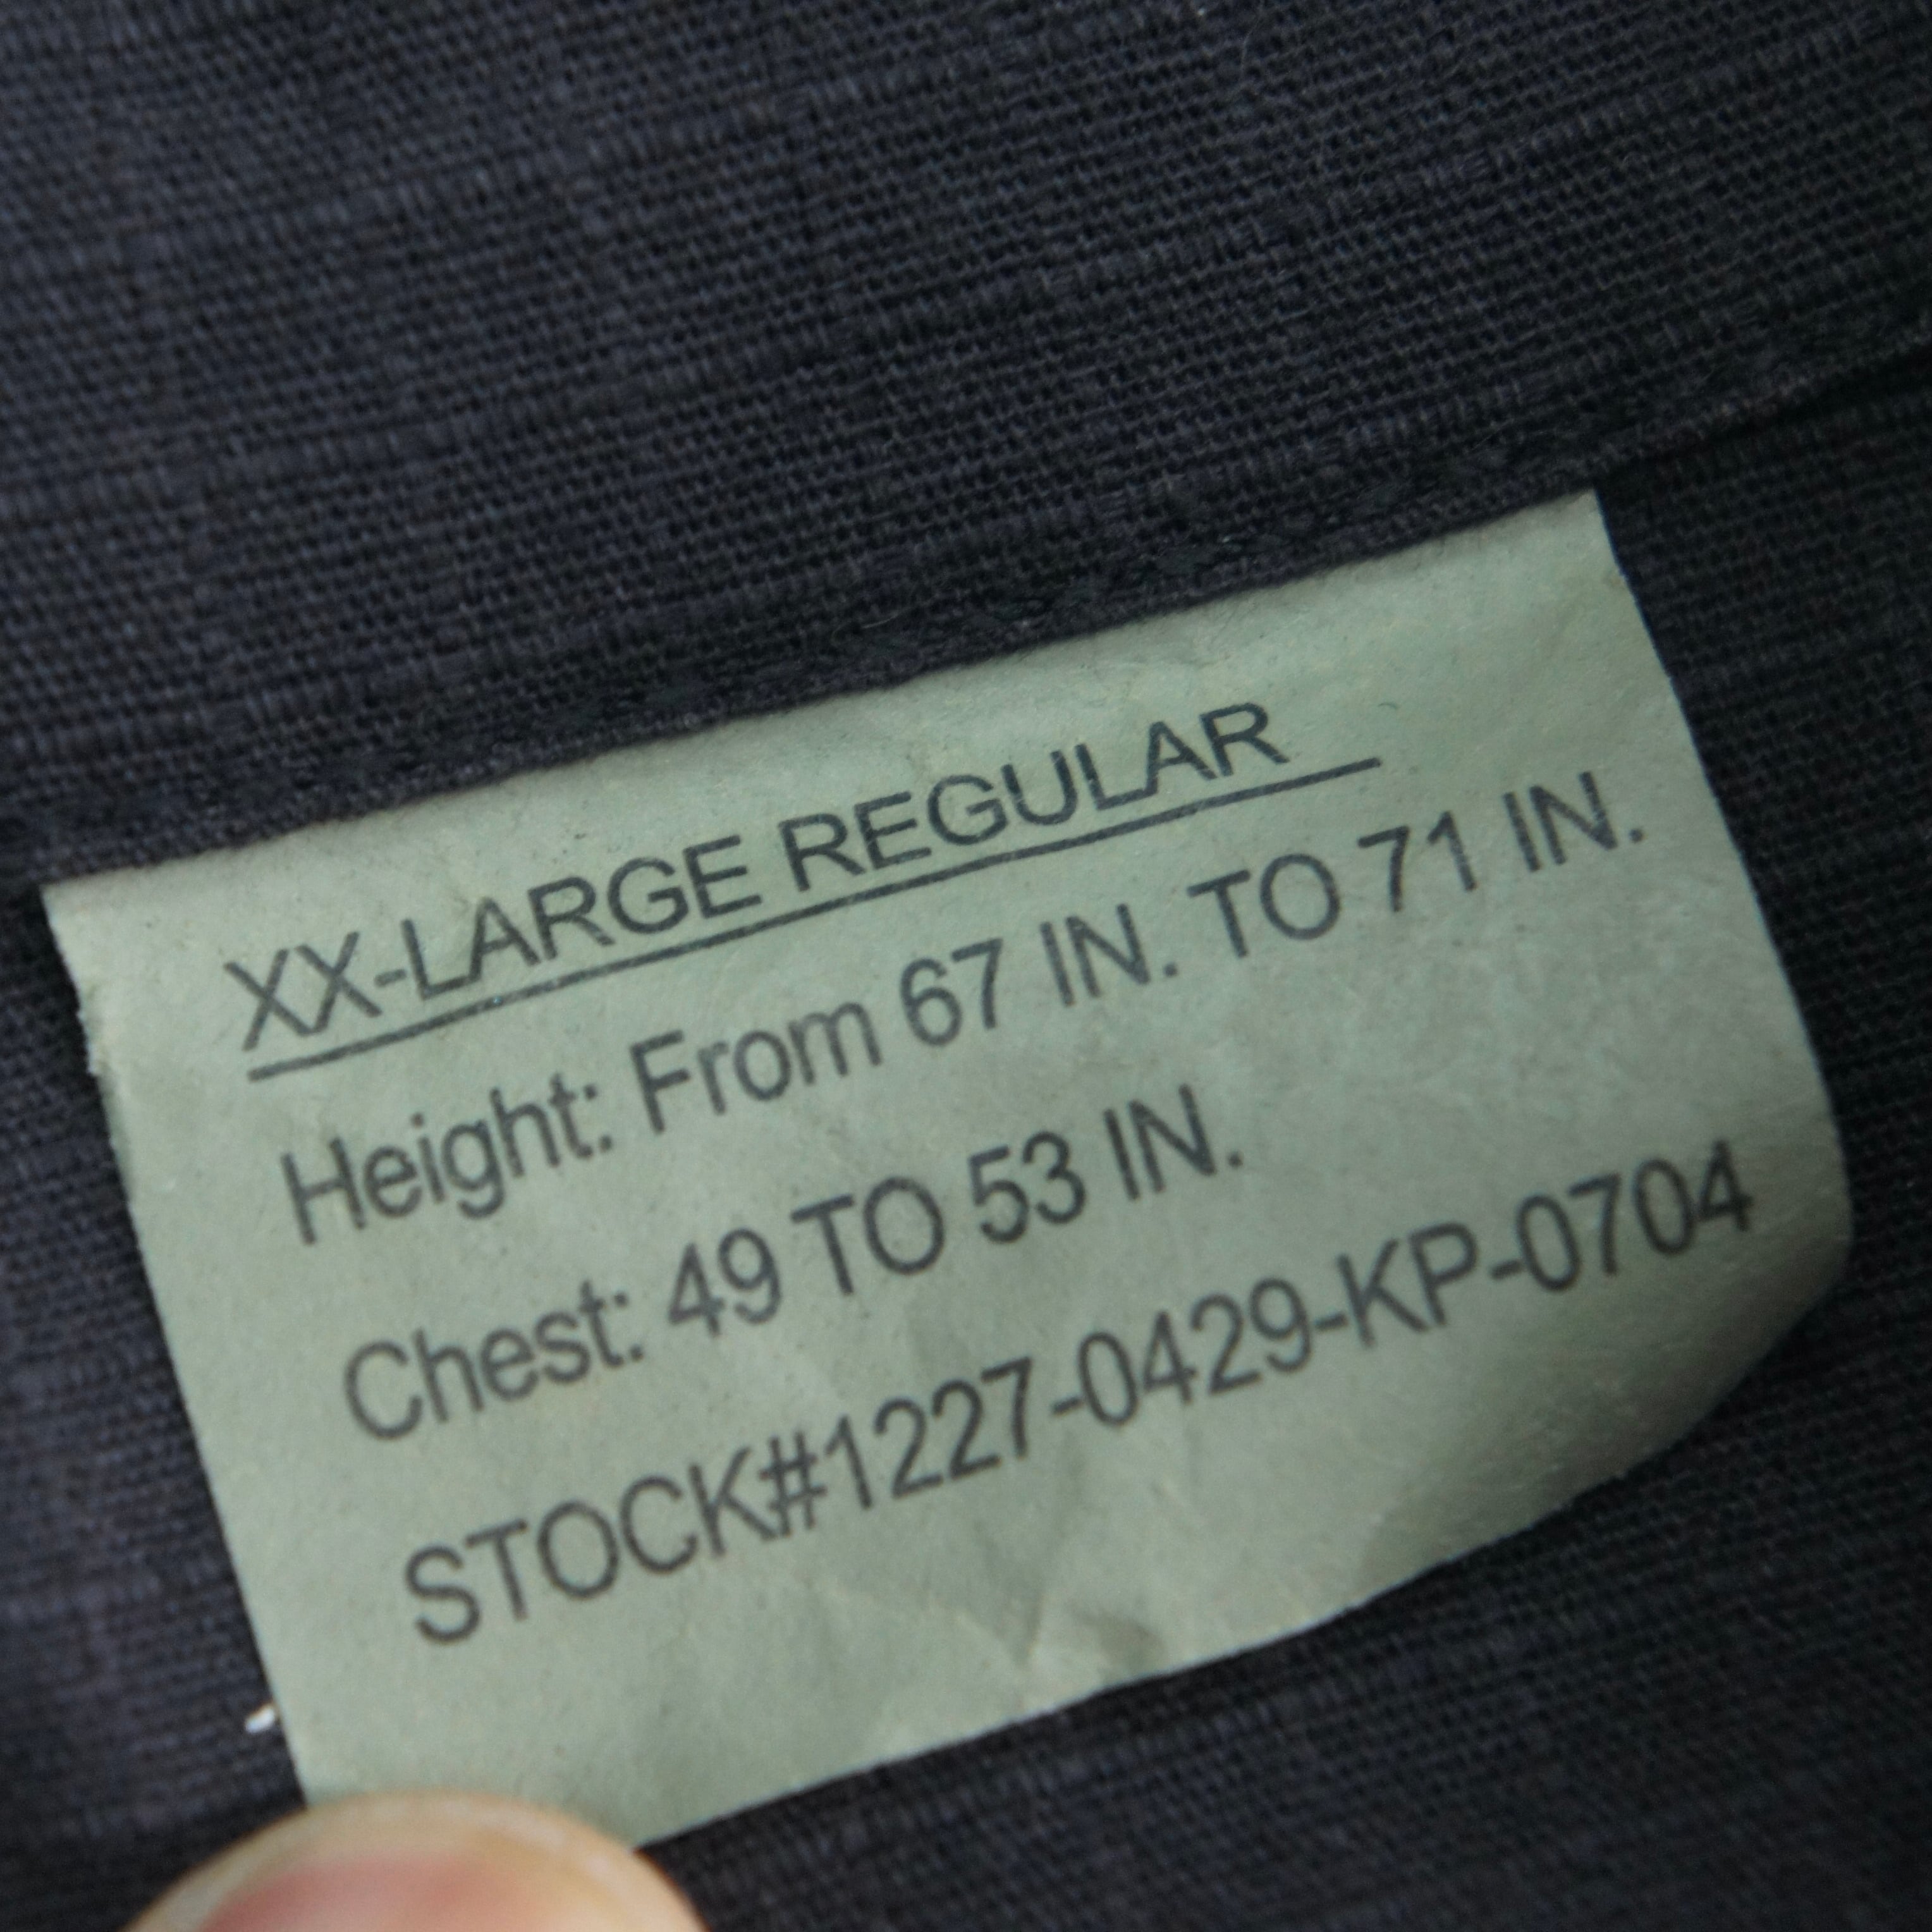 XX-LARGE REGULAR
Height: From 67 IN. TO 71 IN.
Chest: 49 TO 53 IN.
STOCK#1227-0429-KP-0704